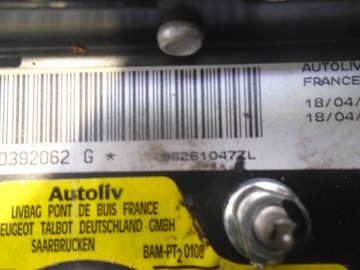 AUTOLIV
FRANCE
18/04/
18/04/
0392062 G * 96261047ZL
Autoliv
LIVBAG PONT DE BUIS FRANCE
PEUGEOT TALBOT DEUTSCHLAND GMBH
SAARBRUCKEN BAM-PT2 0108